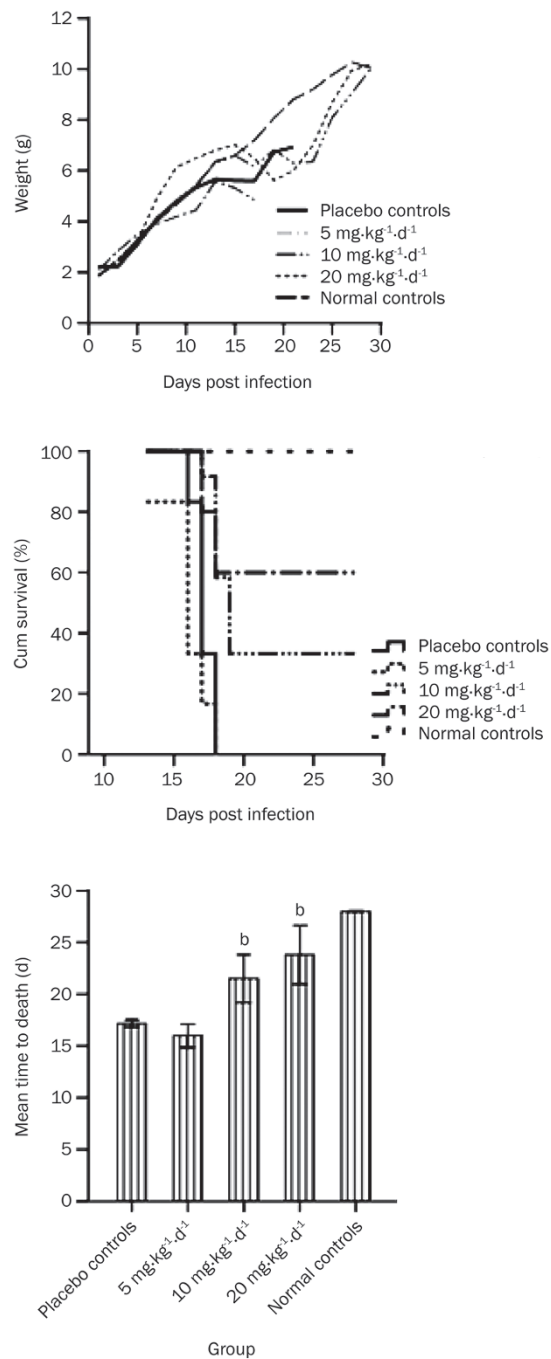 12
10
8
6
4
2
0
Weight (g)
Placebo controls
5 mg·kg⁻¹·d⁻¹
10 mg·kg⁻¹·d⁻¹
20 mg·kg⁻¹·d⁻¹
Normal controls
0 5 10 15 20 25 30
Days post infection
100
80
60
40
20
0
Cum survival (%)
Placebo controls
5 mg·kg⁻¹·d⁻¹
10 mg·kg⁻¹·d⁻¹
20 mg·kg⁻¹·d⁻¹
Normal controls
10 15 20 25 30
Days post infection
30
25
20
15
10
5
0
Mean time to death (d)
b
b
Placebo controls
5 mg·kg⁻¹·d⁻¹
10 mg·kg⁻¹·d⁻¹
20 mg·kg⁻¹·d⁻¹
Normal controls
Group